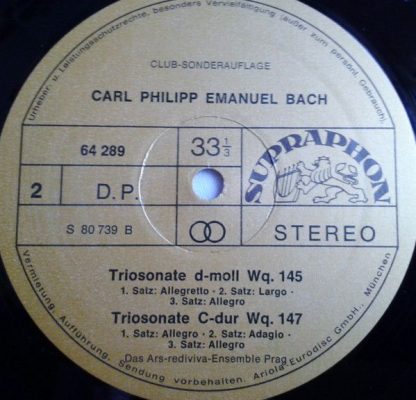 Urheber- u. Leistungsschutzrechte, besonders Vervielfältigung (außer zum persönl. Gebrauch),
CLUB-SONDERAUFLAGE
CARL PHILIPP EMANUEL BACH
64 289
33 1/3
SUPRAPHON
2
D.P.
S 80 739 B
STEREO
Triosonate d-moll Wq. 145
1. Satz: Allegretto · 2. Satz: Largo ·
3. Satz: Allegro
Triosonate C-dur Wq. 147
1. Satz: Allegro · 2. Satz: Adagio ·
3. Satz: Allegro
Das Ars-rediviva-Ensemble Prag
Vermietung, Aufführung, Sendung vorbehalten. Ariola-Eurodisc GmbH., München